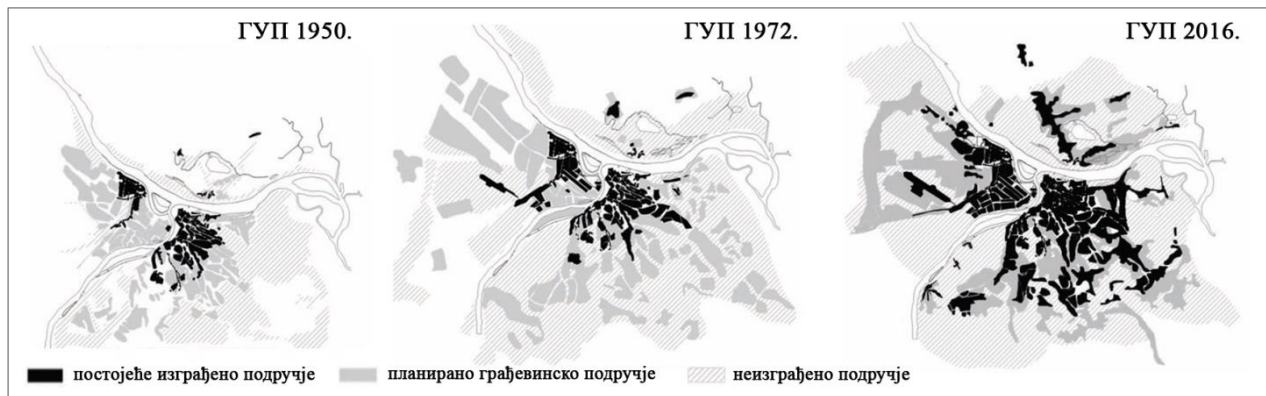 ГУП 1950.
ГУП 1972.
ГУП 2016.
постојеће изграђено подручје
планирано грађевинско подручје
неизграђено подручје